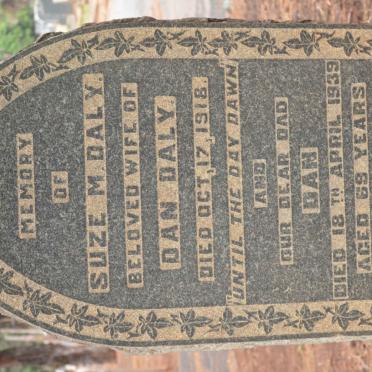 MEMORY
OF
SUZE M DALY
BELOVED WIFE OF
DAN DALY
DIED OCT, 17, 1918.
"UNTIL THE DAY DAWN
AND
OUR DEAR DAD
DAN
DIED 18TH APRIL 1939
AGED 69 YEARS